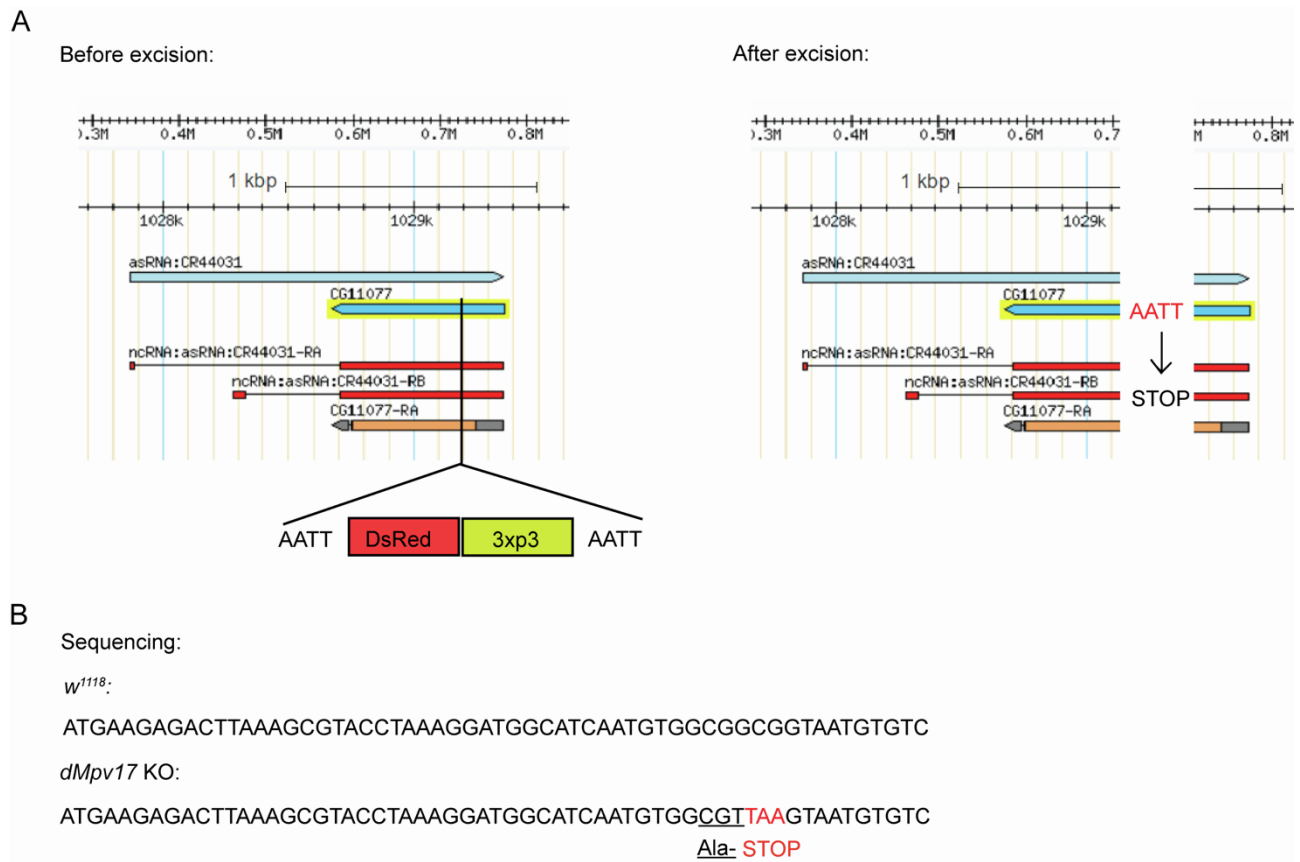 A
Before excision:
After excision:
0.3M 0.4M 0.5M 0.6M 0.7M 0.8M
0.3M 0.4M 0.5M 0.6M 0.7 M 0.8M
1 kbp
1 kbp
1028k 1029k
1028k 1029k
asRNA:CR44031
asRNA:CR44031
CG11077
CG11077
AATT
ncRNA:asRNA:CR44031-RA
ncRNA:asRNA:CR44031-RA
ncRNA:asRNA:CR44031-RB
ncRNA:asRNA:CR44031-RB
STOP
CG11077-RA
CG11077-RA
AATT DsRed 3xp3 AATT
B
Sequencing:
w1118:
ATGAAGAGACTTAAAGCGTACCTAAAGGATGGCATCAATGTGGCGGCGGTAATGTGTC
dMpv17 KO:
ATGAAGAGACTTAAAGCGTACCTAAAGGATGGCATCAATGTGGCGTTAAGTAATGTGTC
Ala- STOP